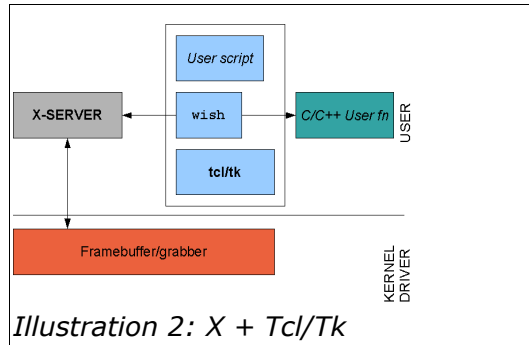 User script
X-SERVER
wish
C/C++ User fn
USER
tcl/tk
Framebuffer/grabber
KERNEL
DRIVER
Illustration 2: X + Tcl/Tk